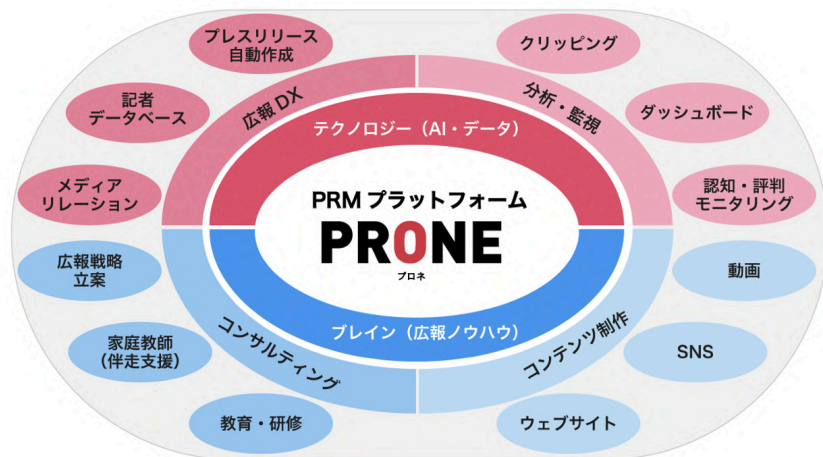 プレスリリース
自動作成
クリッピング
記者
データベース
広報DX
分析・監視
ダッシュボード
テクノロジー（AI・データ）
メディア
リレーション
認知・評判
モニタリング
PRM プラットフォーム
PRONE
プロネ
広報戦略
立案
動画
ブレイン（広報ノウハウ）
家庭教師
（伴走支援）
コンサルティング
コンテンツ制作
SNS
教育・研修
ウェブサイト